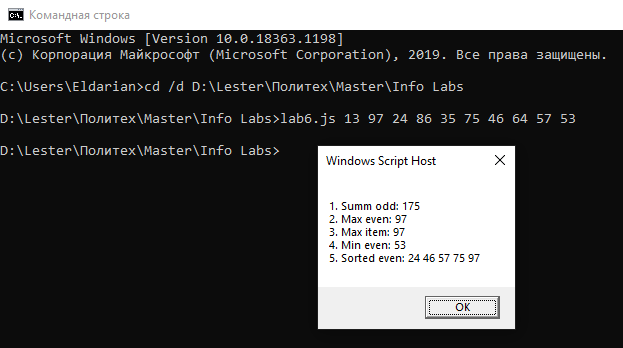 Командная строка
Microsoft Windows [Version 10.0.18363.1198]
(c) Корпорация Майкрософт (Microsoft Corporation), 2019. Все права защищены.
C:\Users\Eldarian>cd /d D:\Lester\Политех\Master\Info Labs
D:\Lester\Политех\Master\Info Labs>lab6.js 13 97 24 86 35 75 46 64 57 53
D:\Lester\Политех\Master\Info Labs>
Windows Script Host
1. Summ odd: 175
2. Max even: 97
3. Max item: 97
4. Min even: 53
5. Sorted even: 24 46 57 75 97
OK